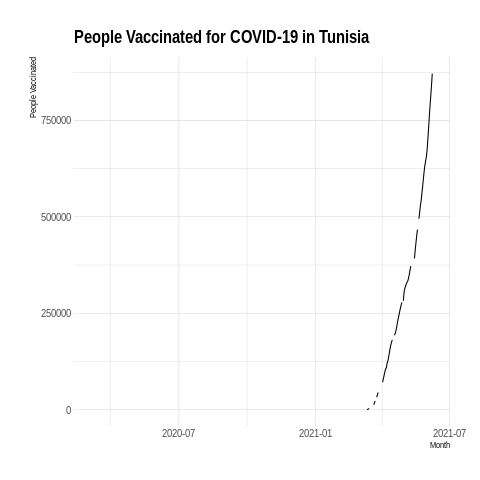 People Vaccinated for COVID-19 in Tunisia
People Vaccinated
750000
500000
250000
0
2020-07
2021-01
2021-07
Month